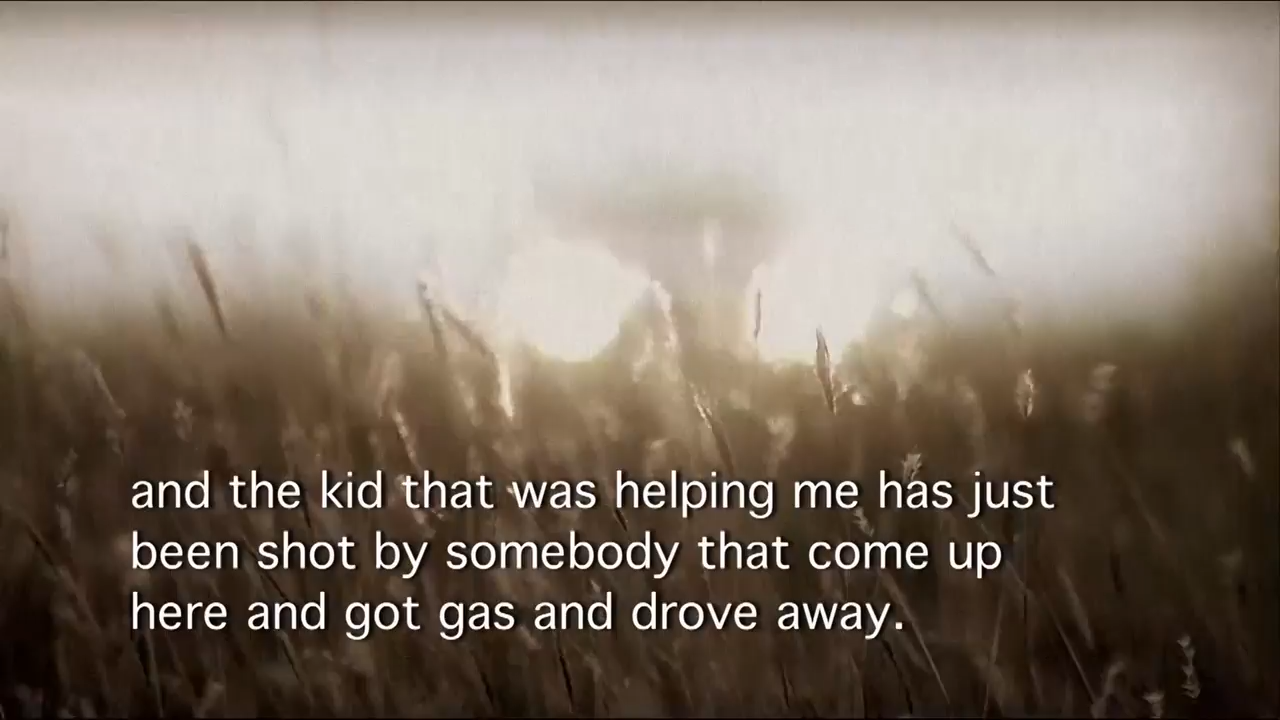 and the kid that was helping me has just
been shot by somebody that come up
here and got gas and drove away.